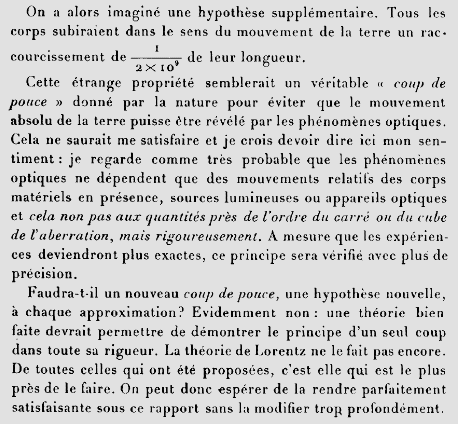 On a alors imaginé une hypothèse supplémentaire. Tous les
corps subiraient dans le sens du mouvement de la terre un rac-
courcissement de 1/(2 × 10⁹) de leur longueur.
Cette étrange propriété semblerait un véritable « coup de
pouce » donné par la nature pour éviter que le mouvement
absolu de la terre puisse être révélé par les phénomènes optiques.
Cela ne saurait me satisfaire et je crois devoir dire ici mon sen-
timent : je regarde comme très probable que les phénomènes
optiques ne dépendent que des mouvements relatifs des corps
matériels en présence, sources lumineuses ou appareils optiques
et cela non pas aux quantités près de l'ordre du carré ou du cube
de l'aberration, mais rigoureusement. A mesure que les expérien-
ces deviendront plus exactes, ce principe sera vérifié avec plus de
précision.
Faudra-t-il un nouveau coup de pouce, une hypothèse nouvelle,
à chaque approximation? Evidemment non : une théorie bien
faite devrait permettre de démontrer le principe d'un seul coup
dans toute sa rigueur. La théorie de Lorentz ne le fait pas encore.
De toutes celles qui ont été proposées, c'est elle qui est le plus
près de le faire. On peut donc espérer de la rendre parfaitement
satisfaisante sous ce rapport sans la modifier trop profondément.